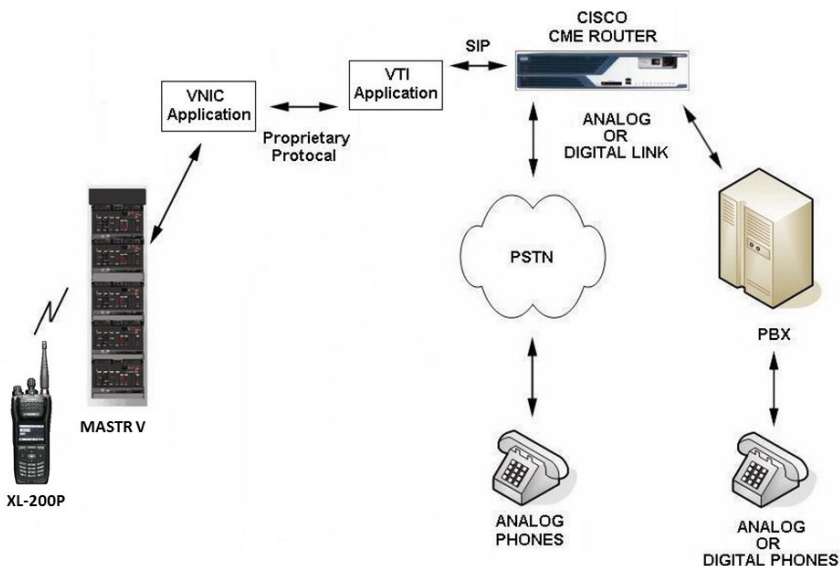 CISCO
CME ROUTER
SIP
VTI
Application
VNIC
Application
Proprietary
Protocal
ANALOG
OR
DIGITAL LINK
PSTN
PBX
MASTR V
XL-200P
ANALOG
PHONES
ANALOG
OR
DIGITAL PHONES